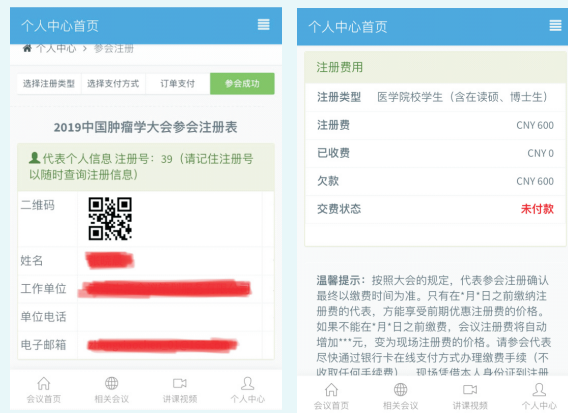 个人中心首页
个人中心 > 参会注册
选择注册类型 选择支付方式 订单支付 参会成功
2019中国肿瘤学大会参会注册表
代表个人信息 注册号：39（请记住注册号
以随时查询注册信息）
二维码
姓名
工作单位
单位电话
电子邮箱
会议首页 相关会议 讲课视频 个人中心
个人中心首页
注册费用
注册类型 医学院校学生（含在读硕、博士生）
注册费 CNY 600
已收费 CNY 0
欠款 CNY 600
交费状态 未付款
温馨提示：按照大会的规定，代表参会注册确认
最终以缴费时间为准。只有在*月*日之前缴纳注
册费的代表，方能享受前期优惠注册费的价格。
如果不能在*月*日之前缴费，会议注册费将自动
增加***元，变为现场注册费的价格。请参会代表
尽快通过银行卡在线支付方式办理缴费手续（不
收取任何手续费），现场凭借本人身份证到注册
会议首页 相关会议 讲课视频 个人中心